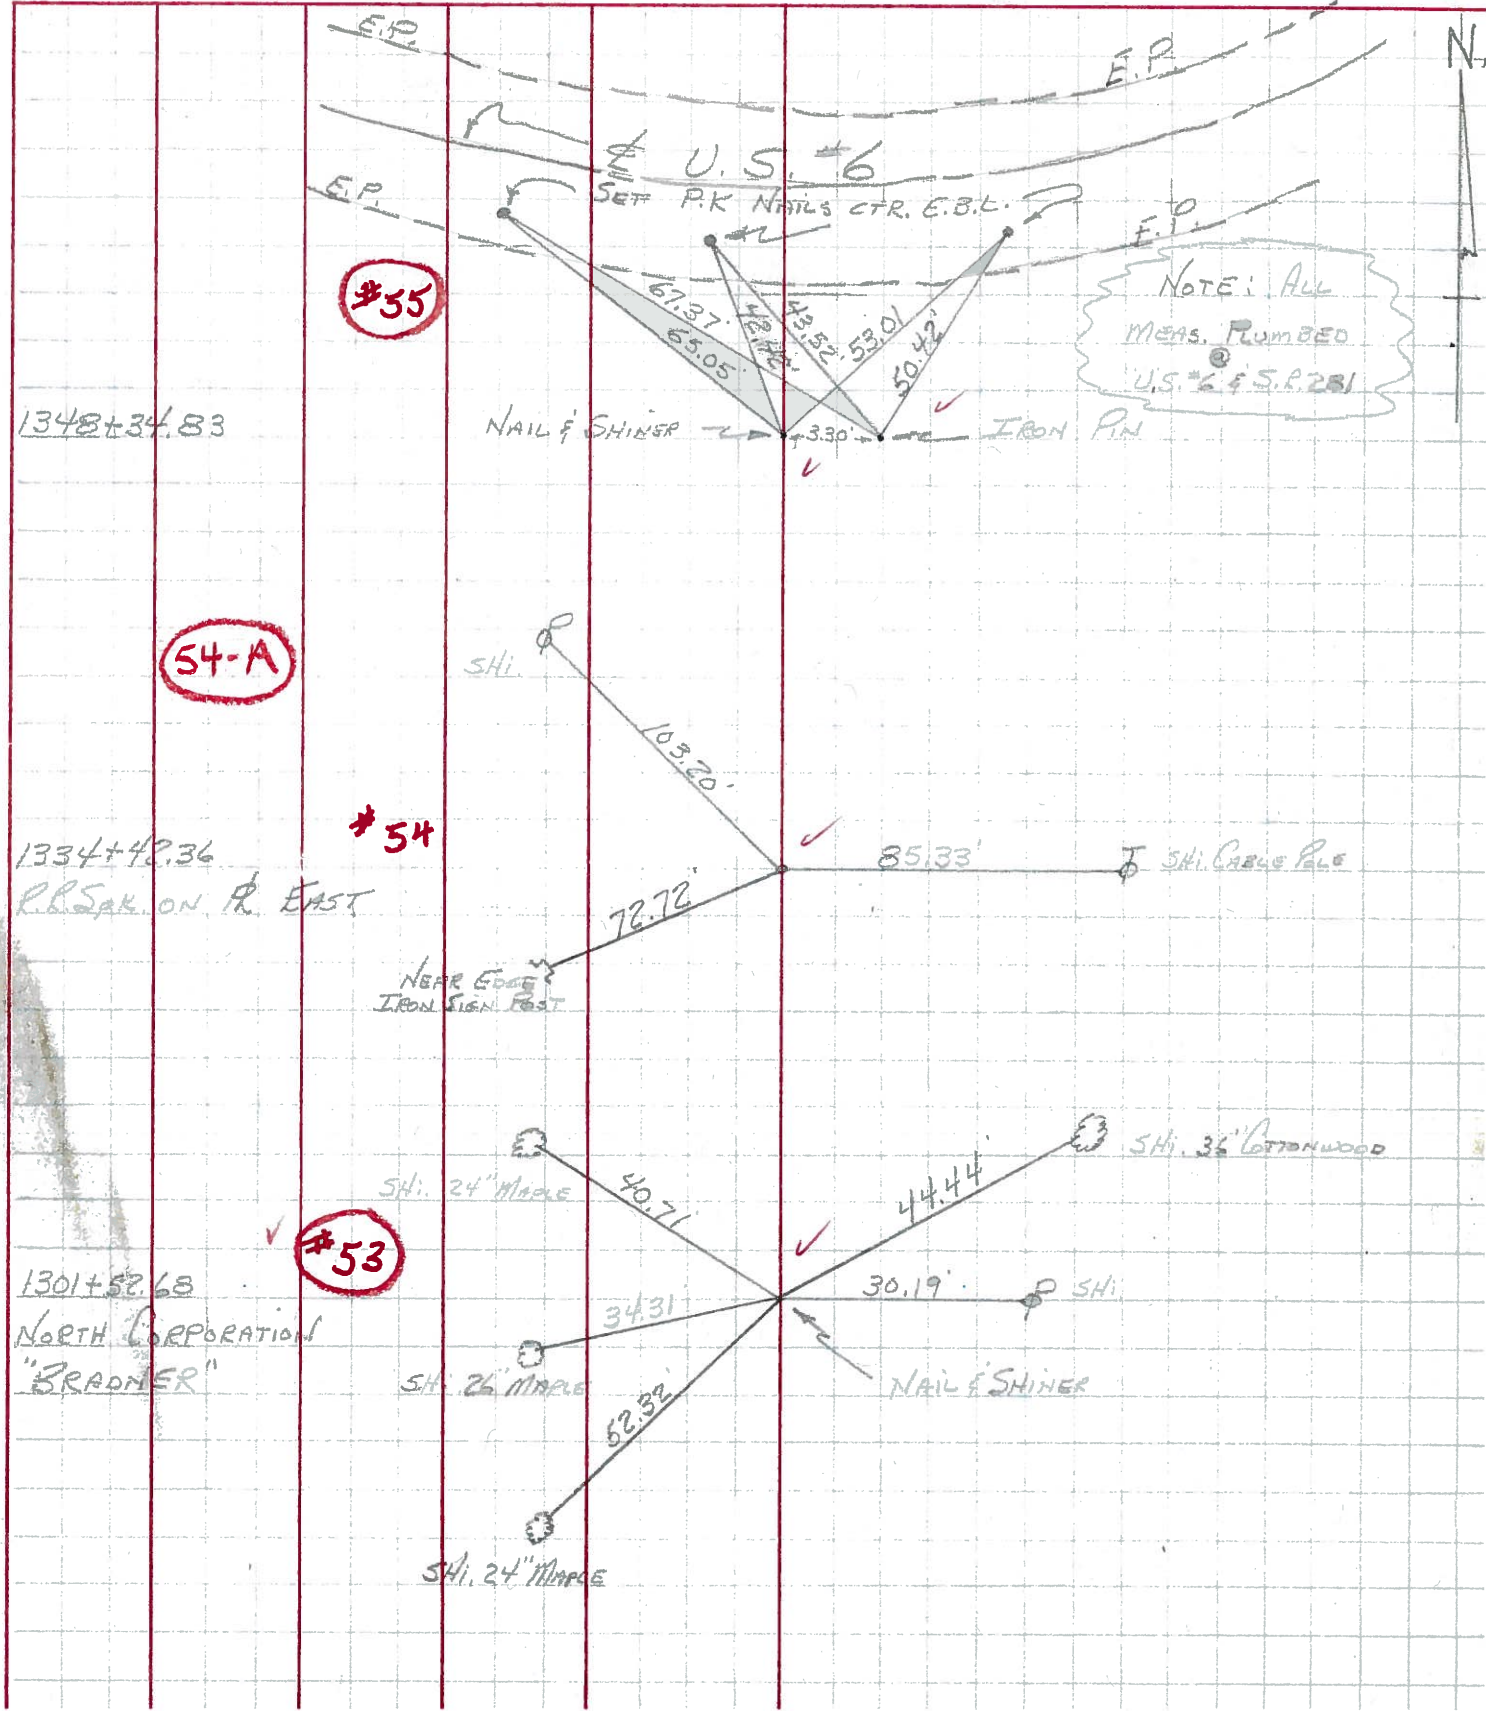 E.P.
E.P.
N
℄ U.S. #6
E.P.
SET P.K NAILS CTR. E.B.L.
E.P.
#55
67.37'
65.05'
43.52
53.01
50.42'
NOTE: ALL
MEAS. PLUMBED
@
U.S. #6 & S.R. 281
1348+34.83
NAIL & SHINER
3.30'
IRON PIN
54-A
SHi.
103.20'
#54
1334+42.36
85.33'
SHi. CABLE POLE
R.R. SPK. ON ℞ EAST
72.72'
NEAR EDGE
IRON SIGN POST
SHi. 36" COTTONWOOD
SHi. 24" MAPLE
40.71'
44.44'
#53
1301+52.68
30.19'
SHi
NORTH CORPORATION
34.31
"BRADNER"
SHi. 26" MAPLE
NAIL & SHINER
52.32'
SHi. 24" MAPLE